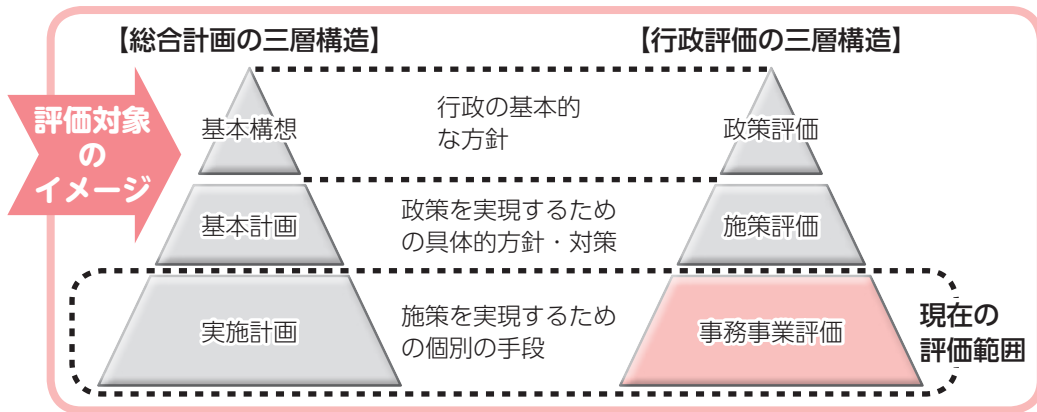 【総合計画の三層構造】
【行政評価の三層構造】
評価対象
の
イメージ
基本構想
行政の基本的
な方針
政策評価
基本計画
政策を実現するため
の具体的方針・対策
施策評価
実施計画
施策を実現するため
の個別の手段
事務事業評価
現在の
評価範囲